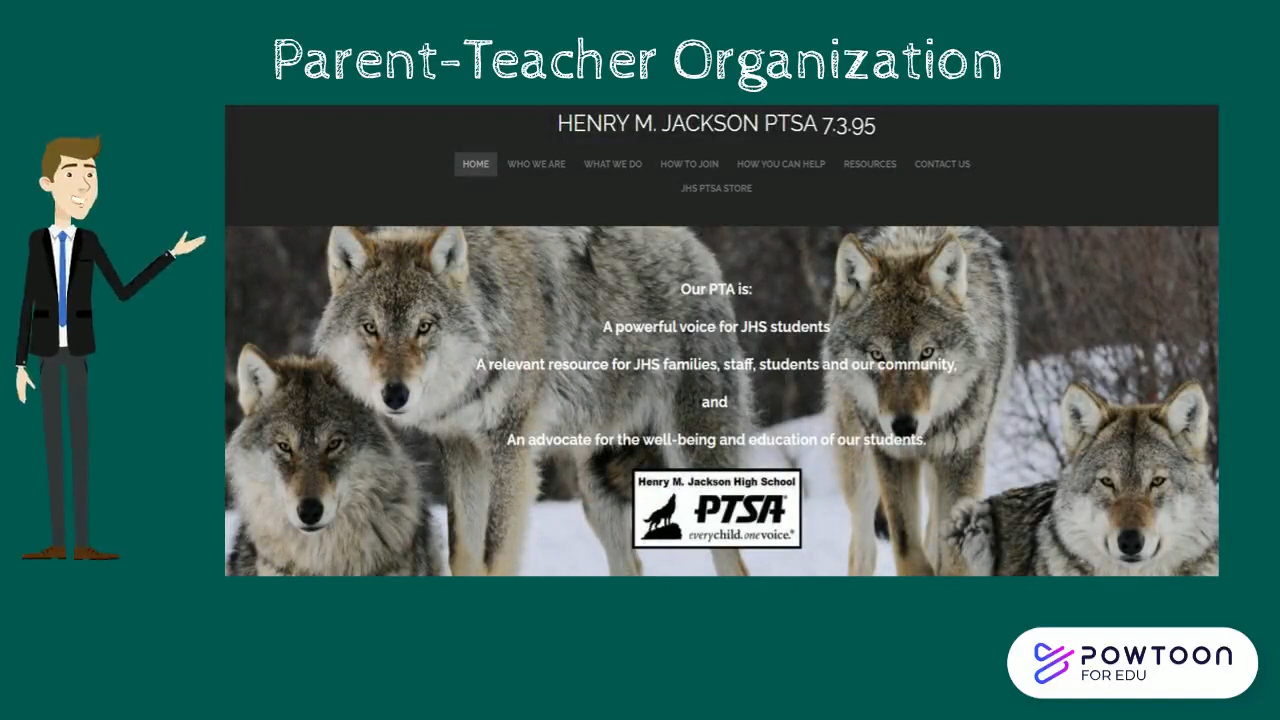 Parent-Teacher Organization
HENRY M. JACKSON PTSA 7.3.95
HOME WHO WE ARE WHAT WE DO HOW TO JOIN HOW YOU CAN HELP RESOURCES CONTACT US
JHS PTSA STORE
Our PTA is:
A powerful voice for JHS students
A relevant resource for JHS families, staff, students and our community,
and
An advocate for the well-being and education of our students.
Henry M. Jackson High School
PTSA®
everychild.onevoice.®
POWTOON
FOR EDU